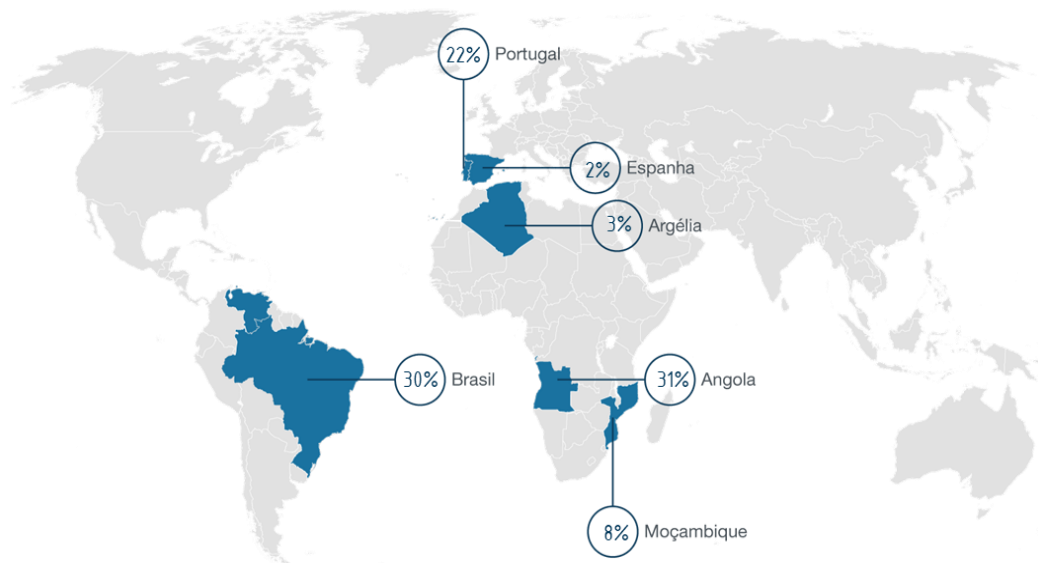 22% Portugal
2% Espanha
3% Argélia
30% Brasil
31% Angola
8% Moçambique